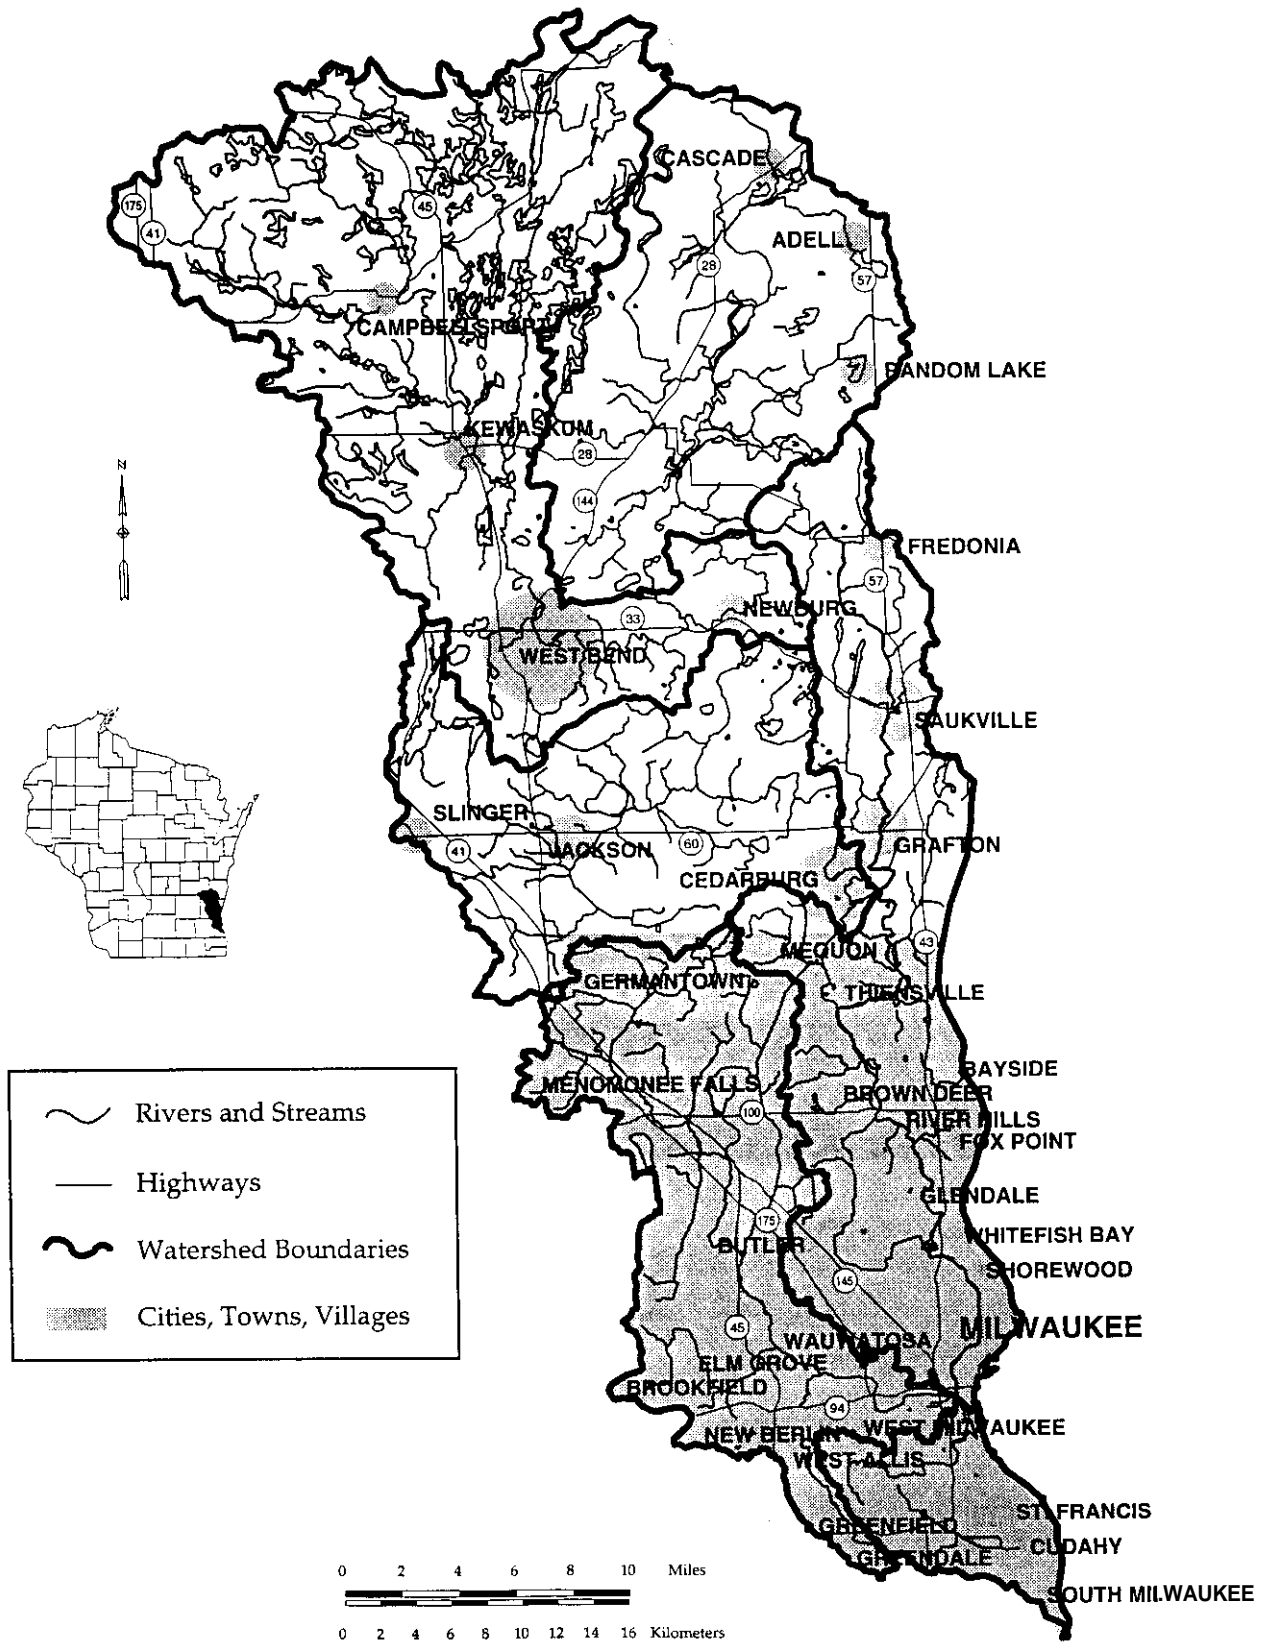 CASCADE
175
45
41
ADELL
28
57
CAMPBELLSPORT
RANDOM LAKE
KEWASKUM
28
N
144
FREDONIA
57
NEWBURG
33
WEST BEND
SAUKVILLE
SLINGER
JACKSON
41
60
GRAFTON
CEDARBURG
43
MEQUON
GERMANTOWN
THIENSVILLE
BAYSIDE
MENOMONEE FALLS
BROWN DEER
100
RIVER HILLS
FOX POINT
Rivers and Streams
Highways
Watershed Boundaries
Cities, Towns, Villages
GLENDALE
175
WHITEFISH BAY
BUTLER
SHOREWOOD
145
MILWAUKEE
45
WAUWATOSA
ELM GROVE
BROOKFIELD
94
WEST MILWAUKEE
NEW BERLIN
WEST ALLIS
ST. FRANCIS
GREENFIELD
CUDAHY
GREENDALE
SOUTH MILWAUKEE
0 2 4 6 8 10 Miles
0 2 4 6 8 10 12 14 16 Kilometers